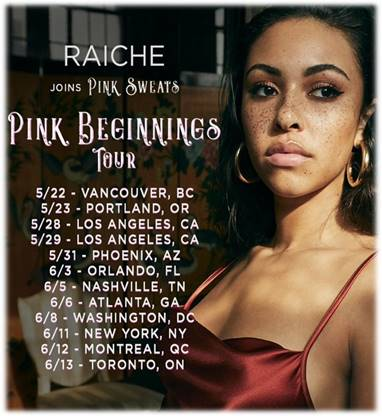 RAICHE
JOINS PINK SWEATS
PINK BEGINNINGS
TOUR
5/22 - VANCOUVER, BC
5/23 - PORTLAND, OR
5/28 - LOS ANGELES, CA
5/29 - LOS ANGELES, CA
5/31 - PHOENIX, AZ
6/3 - ORLANDO, FL
6/5 - NASHVILLE, TN
6/6 - ATLANTA, GA
6/8 - WASHINGTON, DC
6/11 - NEW YORK, NY
6/12 - MONTREAL, QC
6/13 - TORONTO, ON